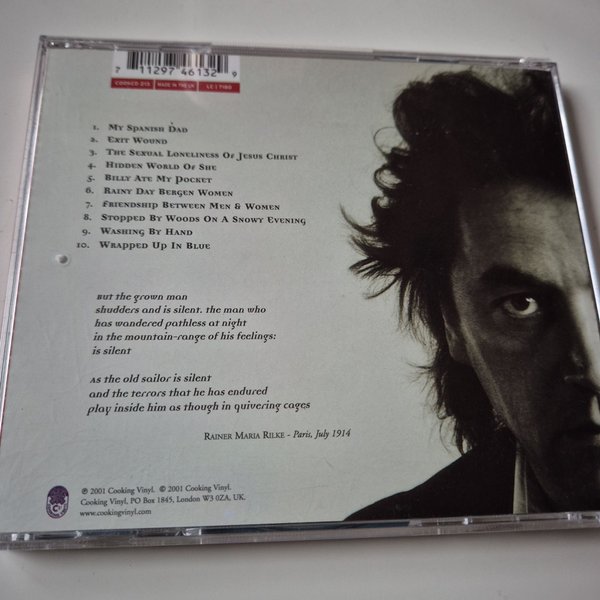 7 11297 46132 9
COOKCD 213 MADE IN THE UK LC | 7180
1. My Spanish Dad
2. Exit Wound
3. The Sexual Loneliness Of Jesus Christ
4. Hidden World Of She
5. Billy Ate My Pocket
6. Rainy Day Bergen Women
7. Friendship Between Men & Women
8. Stopped By Woods On A Snowy Evening
9. Washing By Hand
10. Wrapped Up In Blue
But the grown man
shudders and is silent. the man who
has wandered pathless at night
in the mountain-range of his feelings:
is silent
As the old sailor is silent
and the terrors that he has endured
play inside him as though in quivering cages
Rainer Maria Rilke - Paris, July 1914
℗ 2001 Cooking Vinyl. © 2001 Cooking Vinyl.
Cooking Vinyl, PO Box 1845, London W3 0ZA, UK.
www.cookingvinyl.com